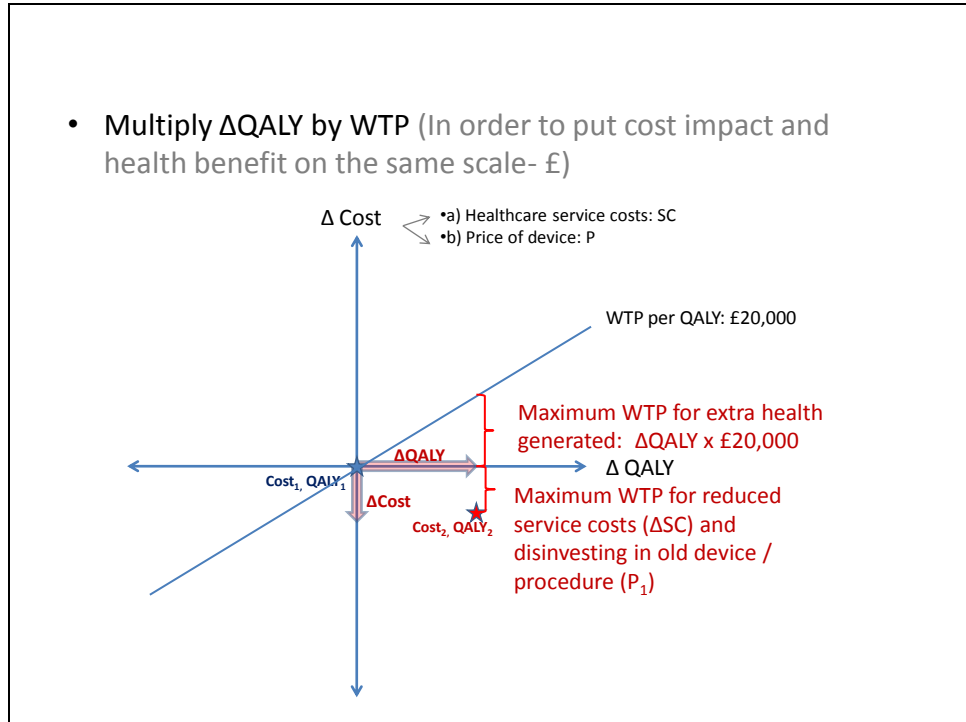 • Multiply ΔQALY by WTP (In order to put cost impact and
health benefit on the same scale- £)
Δ Cost
•a) Healthcare service costs: SC
•b) Price of device: P
WTP per QALY: £20,000
Maximum WTP for extra health
generated:  ΔQALY x £20,000
ΔQALY
Δ QALY
Cost1, QALY1
ΔCost
Cost2, QALY2
Maximum WTP for reduced
service costs (ΔSC) and
disinvesting in old device /
procedure (P1)